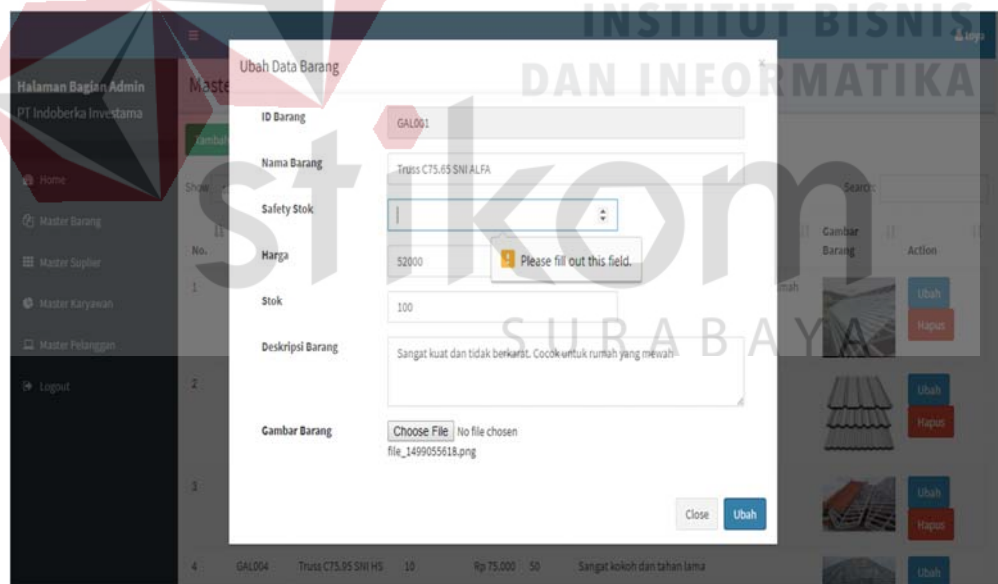 INSTITUT BISNIS
DAN INFORMATIKA
stikom
SURABAYA
Inya
Halaman Bagian Admin
PT Indoberka Investama
Home
Master Barang
Master Suplier
Master Karyawan
Master Pelanggan
Logout
Maste
Tambah
Show
Search:
No.
Gambar Barang
Action
Ubah Data Barang
×
ID Barang
GAL001
Nama Barang
Truss C75.65 SNI ALFA
Safety Stok
Please fill out this field.
Harga
52000
Stok
100
Deskripsi Barang
Sangat kuat dan tidak berkarat. Cocok untuk rumah yang mewah
Gambar Barang
Choose File No file chosen
file_1499055618.png
Close
Ubah
1
mah
Ubah
Hapus
2
Ubah
Hapus
3
Ubah
Hapus
4 GAL004 Truss C75.95 SNI HS 10 Rp 75.000 50 Sangat kokoh dan tahan lama
Ubah